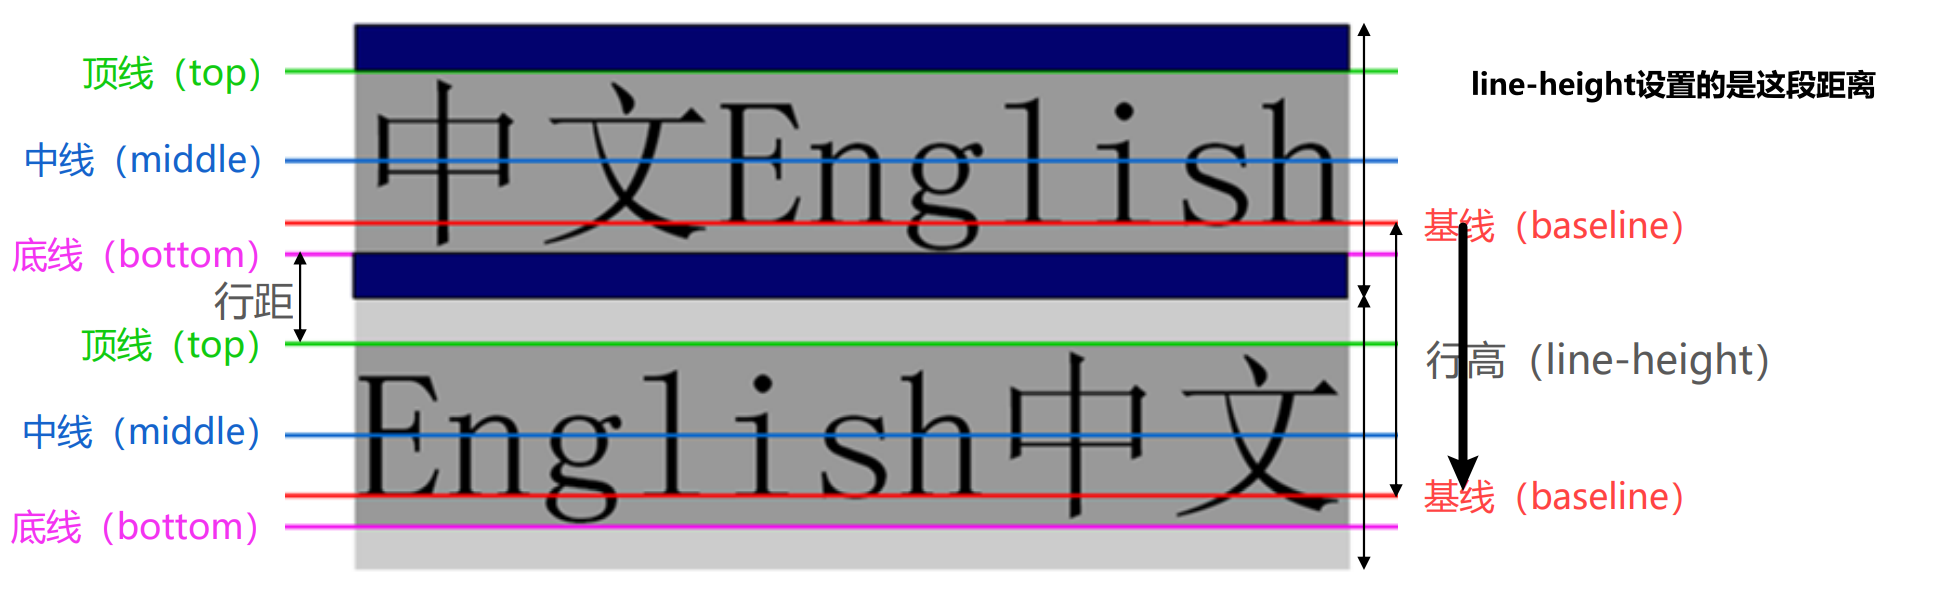 顶线（top）
line-height设置的是这段距离
中文English
中线（middle）
基线（baseline）
底线（bottom）
行距
顶线（top）
行高（line-height）
English中文
中线（middle）
基线（baseline）
底线（bottom）